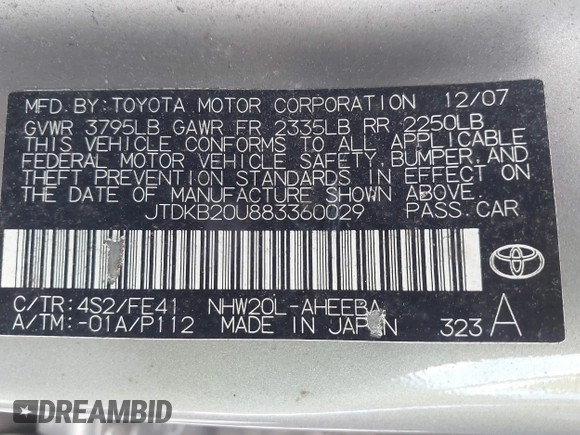 MFD. BY: TOYOTA MOTOR CORPORATION 12/07
GVWR 3795LB GAWR FR 2335LB RR 2250LB
THIS VEHICLE CONFORMS TO ALL APPLICABLE
FEDERAL MOTOR VEHICLE SAFETY, BUMPER, AND
THEFT PREVENTION STANDARDS IN EFFECT ON
THE DATE OF MANUFACTURE SHOWN ABOVE.
JTDKB20U883360029 PASS. CAR
C/TR: 4S2/FE41 NHW20L-AHEEBA
A/TM: -01A/P112 MADE IN JAPAN 323 A
DREAMBID